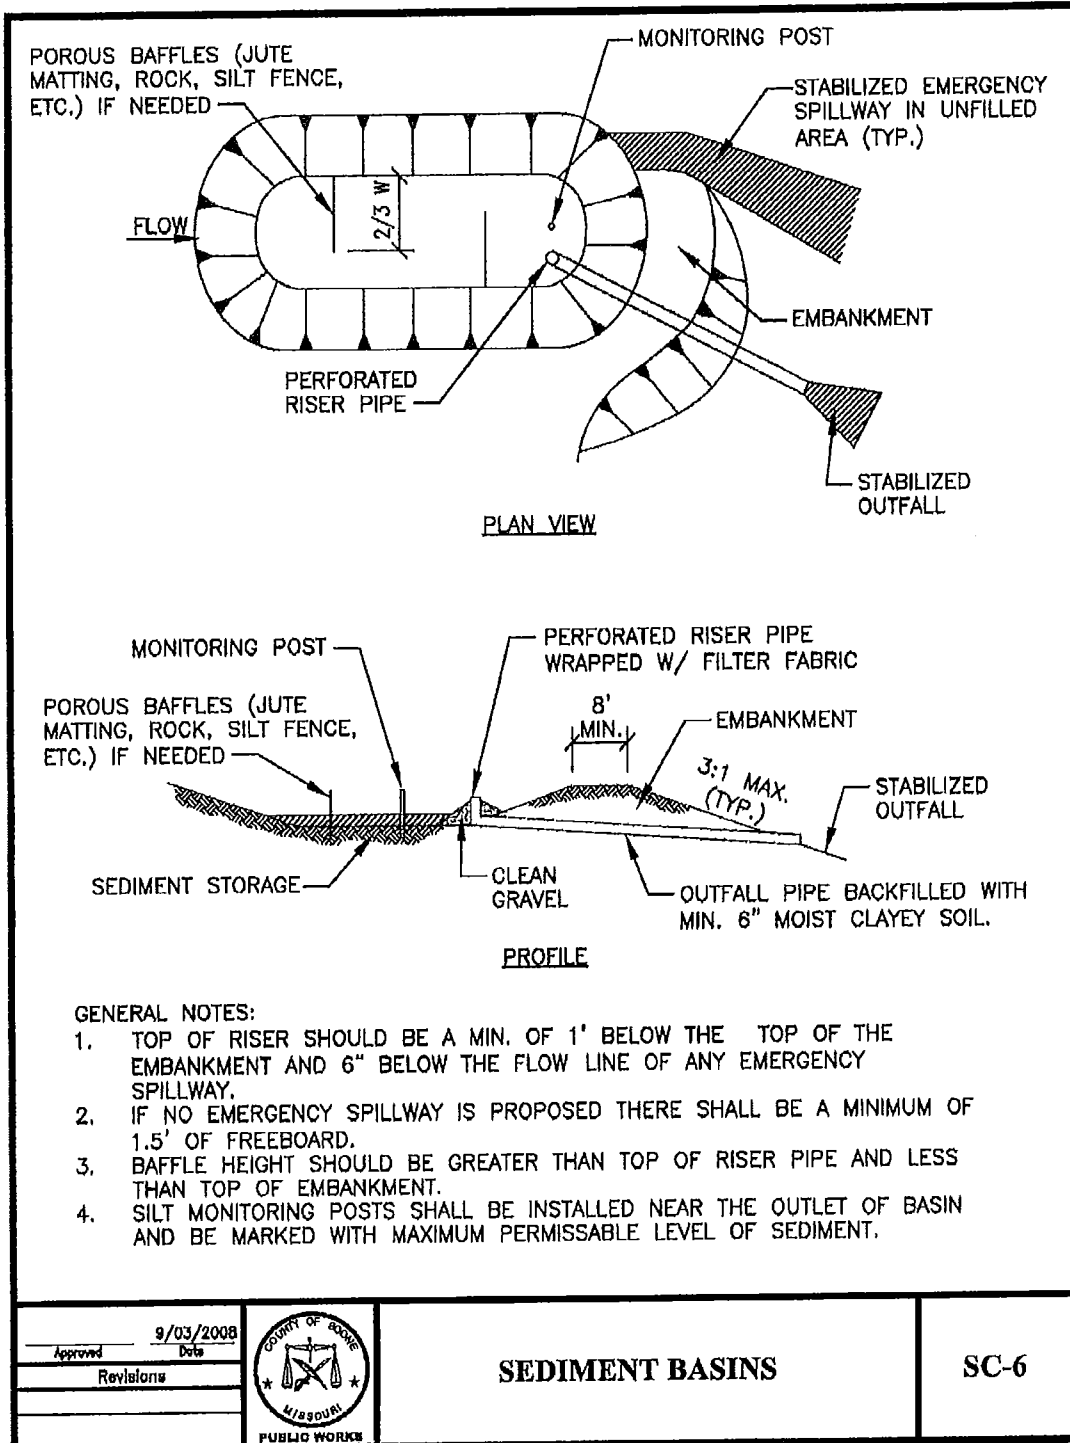 POROUS BAFFLES (JUTE
MATTING, ROCK, SILT FENCE,
ETC.) IF NEEDED
MONITORING POST
STABILIZED EMERGENCY
SPILLWAY IN UNFILLED
AREA (TYP.)
FLOW
2/3 W
EMBANKMENT
PERFORATED
RISER PIPE
STABILIZED
OUTFALL
PLAN VIEW
MONITORING POST
PERFORATED RISER PIPE
WRAPPED W/ FILTER FABRIC
POROUS BAFFLES (JUTE
MATTING, ROCK, SILT FENCE,
ETC.) IF NEEDED
8'
MIN.
EMBANKMENT
3:1 MAX.
(TYP.)
STABILIZED
OUTFALL
SEDIMENT STORAGE
CLEAN
GRAVEL
OUTFALL PIPE BACKFILLED WITH
MIN. 6" MOIST CLAYEY SOIL.
PROFILE
GENERAL NOTES:
1. TOP OF RISER SHOULD BE A MIN. OF 1' BELOW THE TOP OF THE
EMBANKMENT AND 6" BELOW THE FLOW LINE OF ANY EMERGENCY
SPILLWAY.
2. IF NO EMERGENCY SPILLWAY IS PROPOSED THERE SHALL BE A MINIMUM OF
1.5' OF FREEBOARD.
3. BAFFLE HEIGHT SHOULD BE GREATER THAN TOP OF RISER PIPE AND LESS
THAN TOP OF EMBANKMENT.
4. SILT MONITORING POSTS SHALL BE INSTALLED NEAR THE OUTLET OF BASIN
AND BE MARKED WITH MAXIMUM PERMISSABLE LEVEL OF SEDIMENT.
9/03/2008
Approved Date
Revisions
COUNTY OF BOONE
MISSOURI
PUBLIC WORKS
SEDIMENT BASINS
SC-6